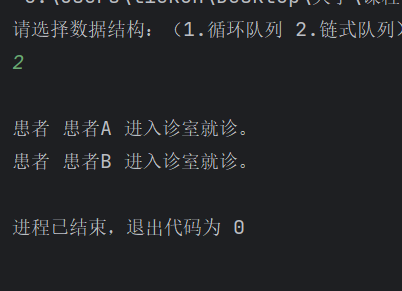 请选择数据结构：（1.循环队列 2.链式队列）
2
患者 患者A 进入诊室就诊。
患者 患者B 进入诊室就诊。
进程已结束，退出代码为 0